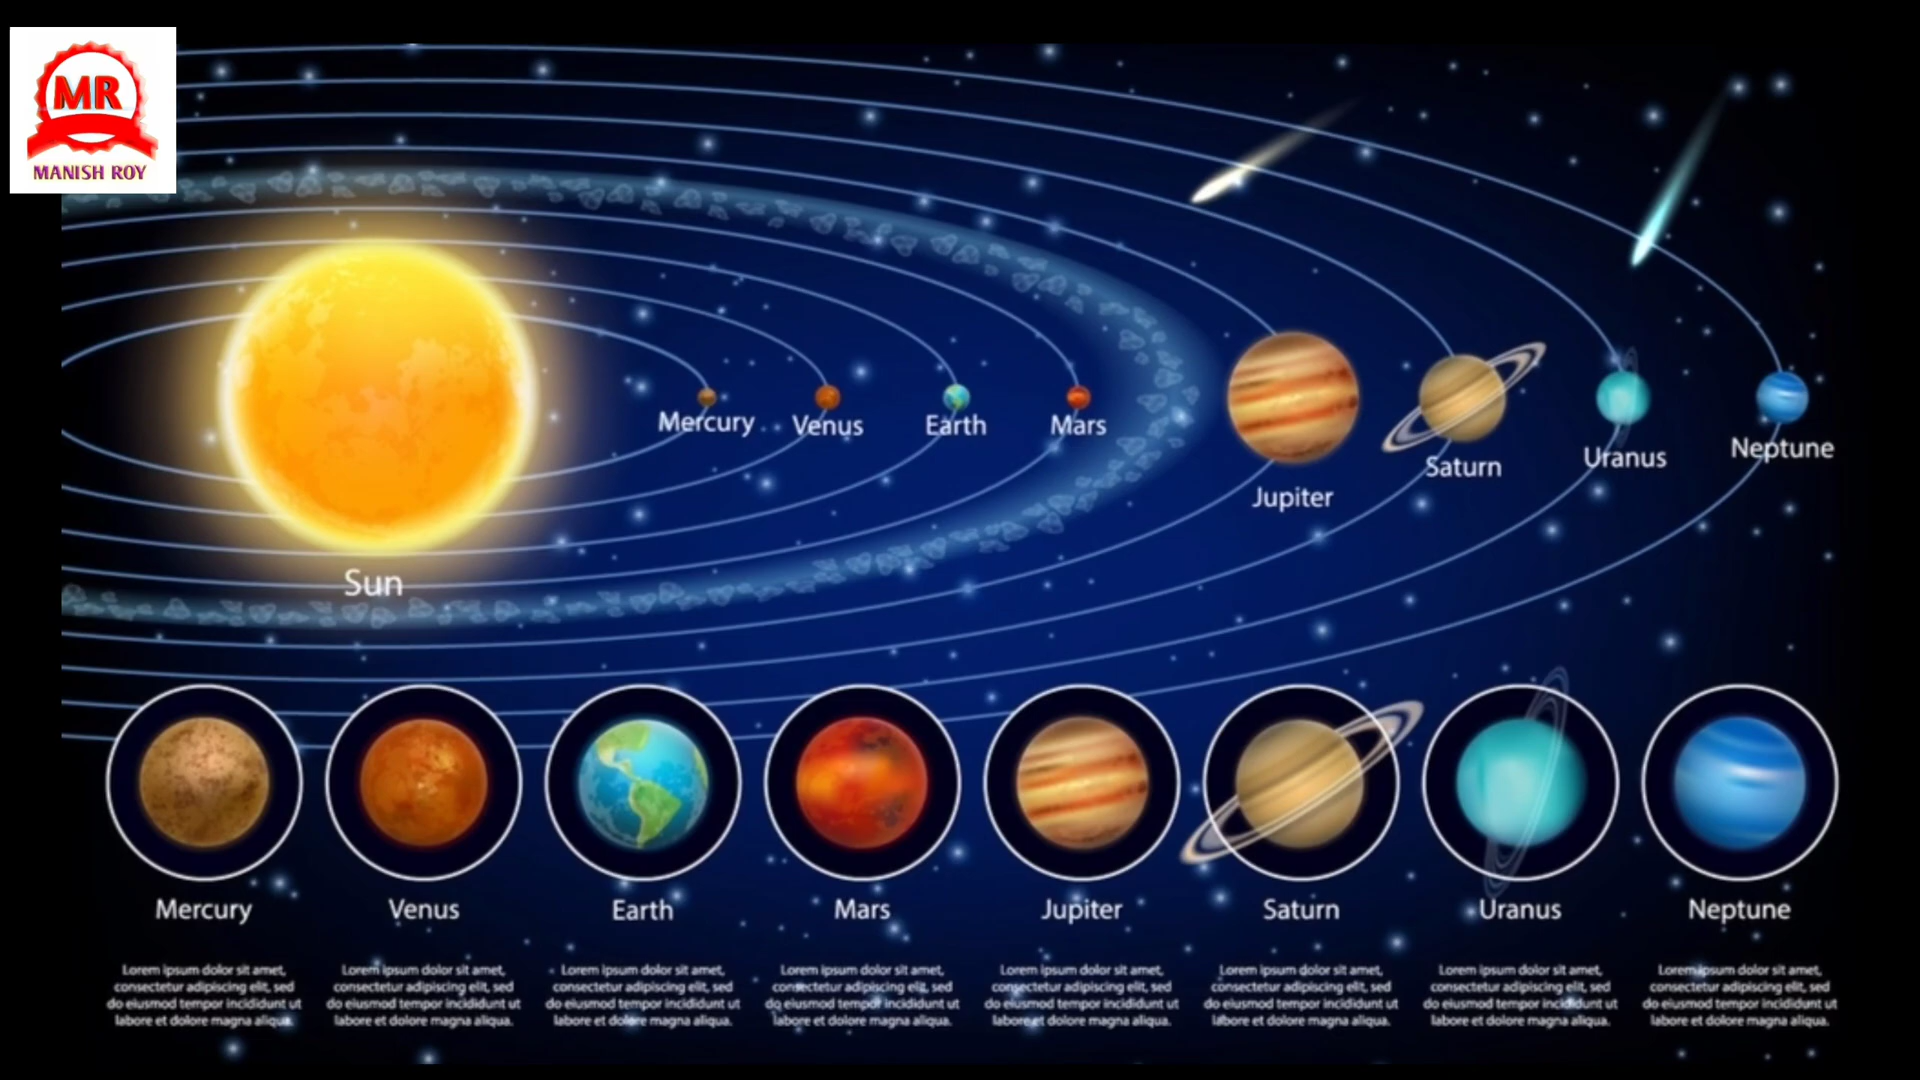 MR
MANISH ROY
Mercury
Venus
Earth
Mars
Jupiter
Saturn
Uranus
Neptune
Sun
Mercury
Venus
Earth
Mars
Jupiter
Saturn
Uranus
Neptune
Lorem ipsum dolor sit amet,
consectetur adipiscing elit, sed
do eiusmod tempor incididunt ut
labore et dolore magna aliqua.
Lorem ipsum dolor sit amet,
consectetur adipiscing elit, sed
do eiusmod tempor incididunt ut
labore et dolore magna aliqua.
Lorem ipsum dolor sit amet,
consectetur adipiscing elit, sed
do eiusmod tempor incididunt ut
labore et dolore magna aliqua.
Lorem ipsum dolor sit amet,
consectetur adipiscing elit, sed
do eiusmod tempor incididunt ut
labore et dolore magna aliqua.
Lorem ipsum dolor sit amet,
consectetur adipiscing elit, sed
do eiusmod tempor incididunt ut
labore et dolore magna aliqua.
Lorem ipsum dolor sit amet,
consectetur adipiscing elit, sed
do eiusmod tempor incididunt ut
labore et dolore magna aliqua.
Lorem ipsum dolor sit amet,
consectetur adipiscing elit, sed
do eiusmod tempor incididunt ut
labore et dolore magna aliqua.
Lorem ipsum dolor sit amet,
consectetur adipiscing elit, sed
do eiusmod tempor incididunt ut
labore et dolore magna aliqua.